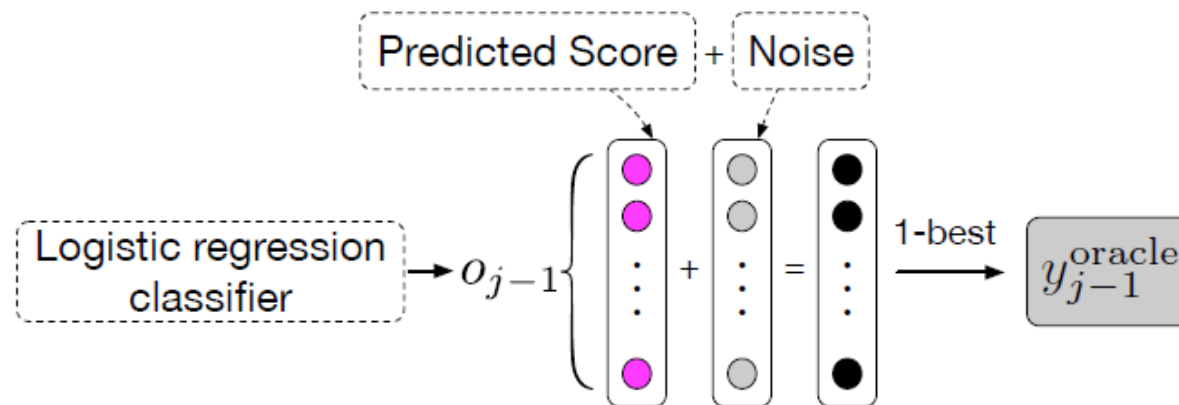 Predicted Score + Noise
Logistic regression
classifier
o_{j-1}
+
=
1-best
y_{j-1}^{oracle}